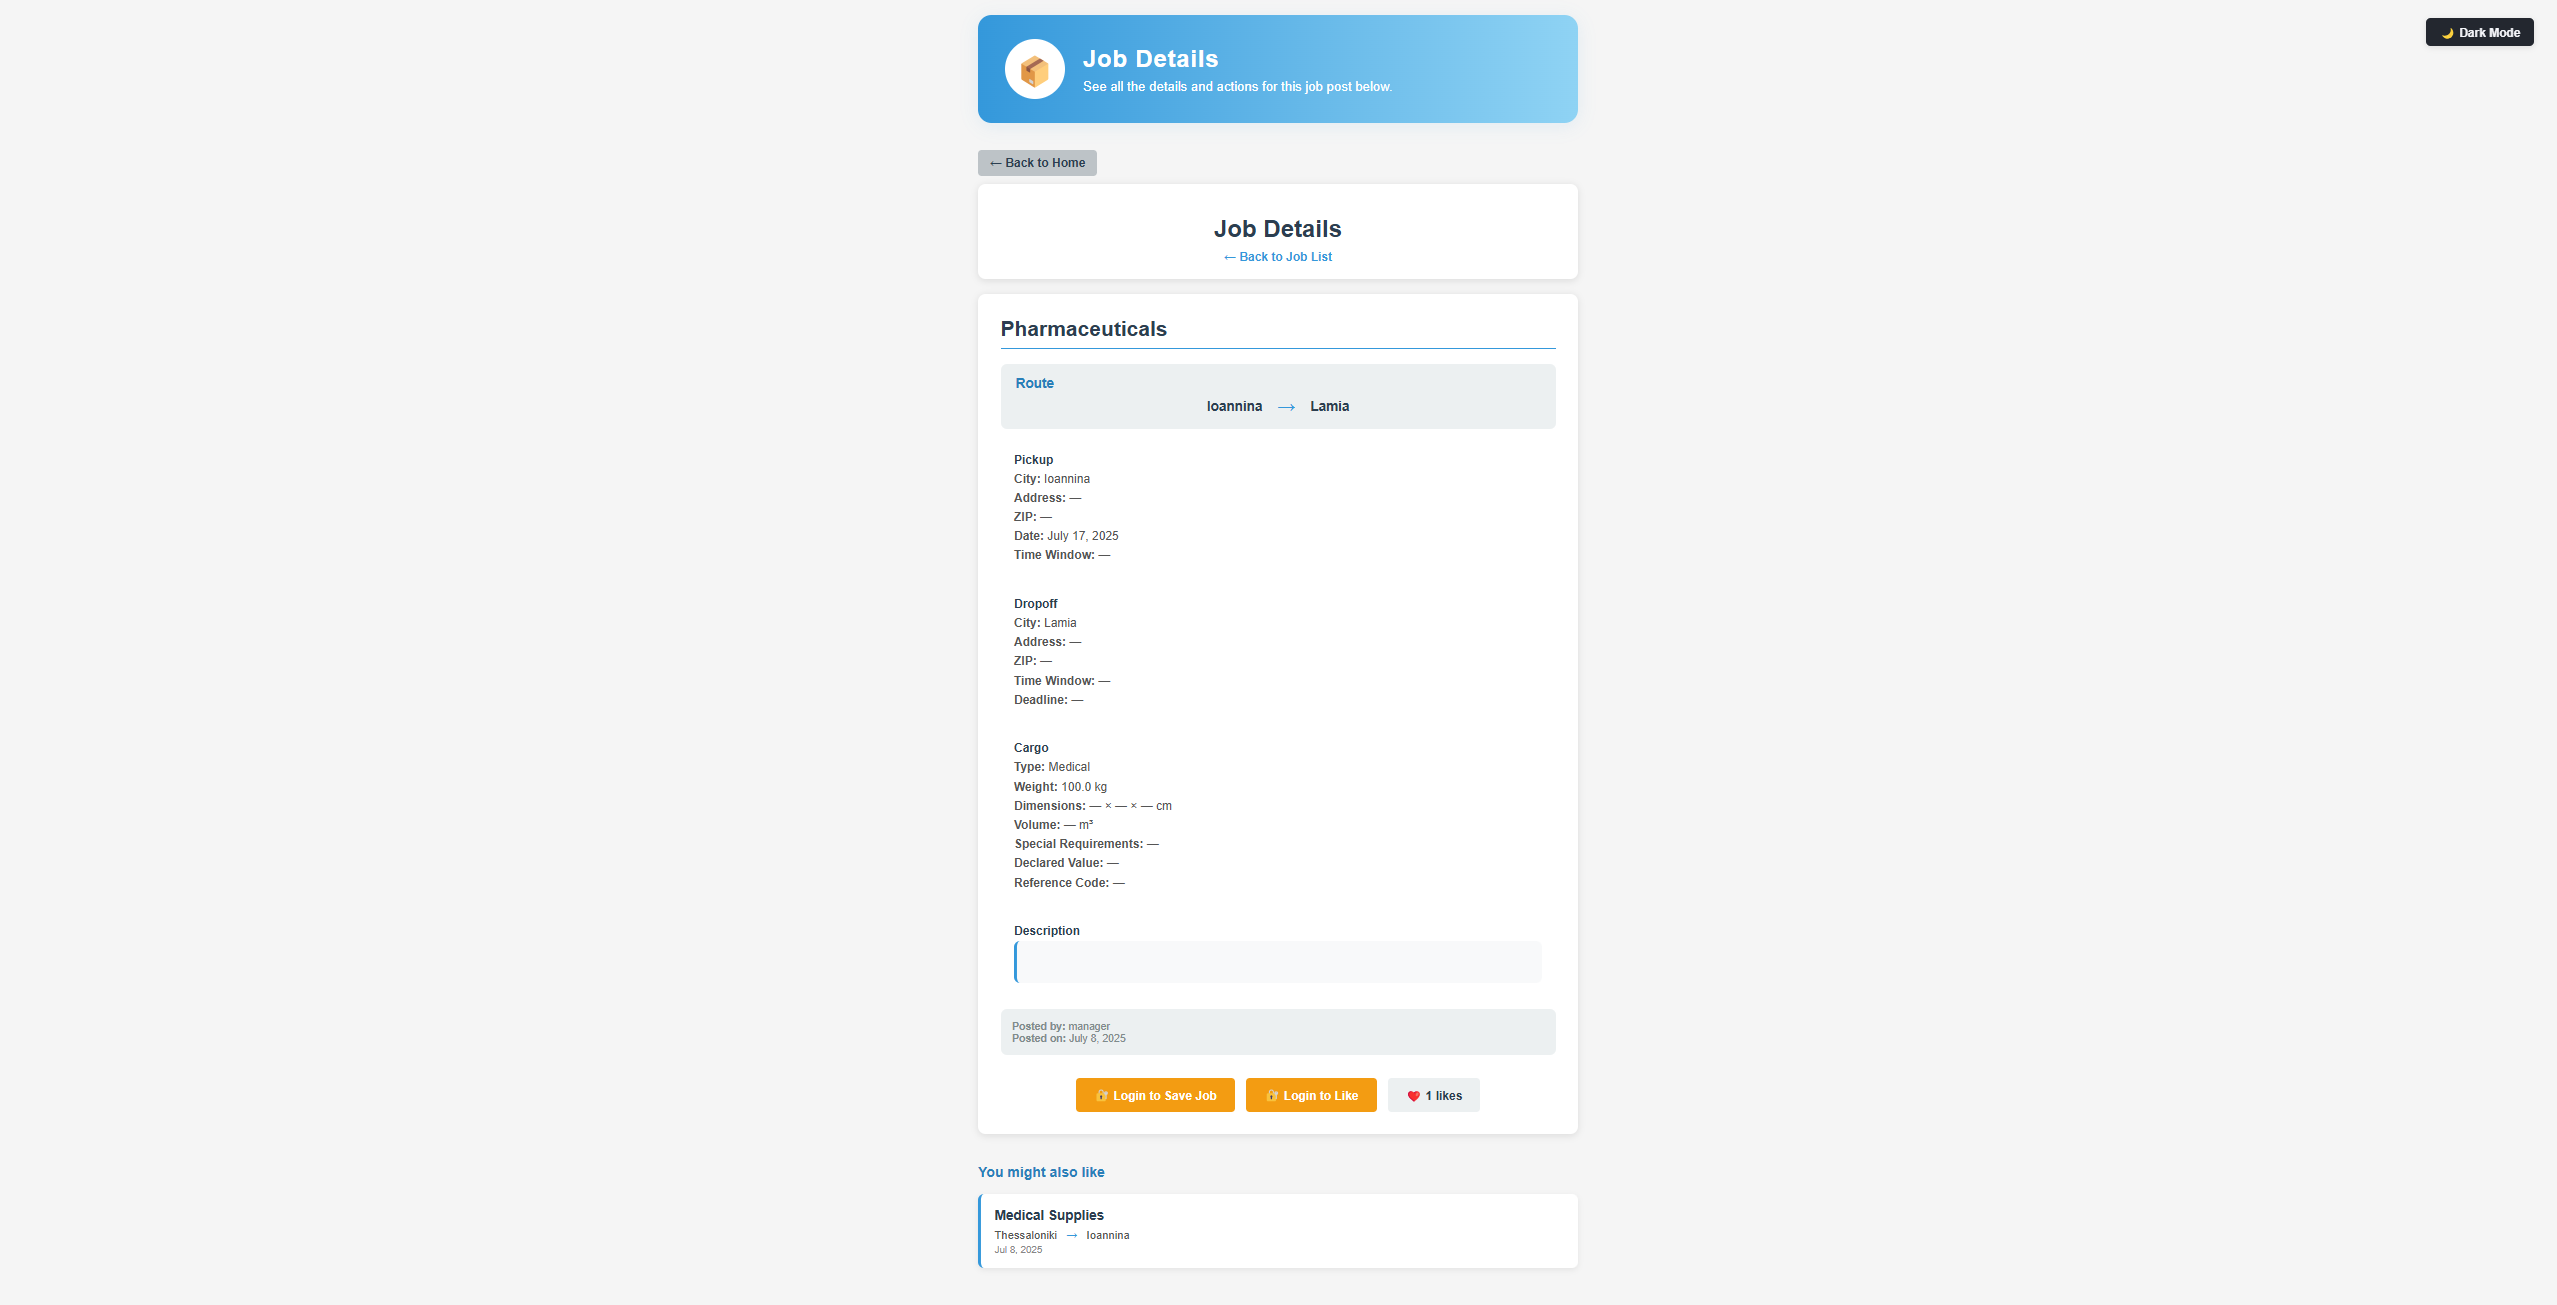 Job Details
See all the details and actions for this job post below.
🌙 Dark Mode
← Back to Home
Job Details
← Back to Job List
Pharmaceuticals
Route
Ioannina → Lamia
Pickup
City: Ioannina
Address: —
ZIP: —
Date: July 17, 2025
Time Window: —
Dropoff
City: Lamia
Address: —
ZIP: —
Time Window: —
Deadline: —
Cargo
Type: Medical
Weight: 100.0 kg
Dimensions: — × — × — cm
Volume: — m³
Special Requirements: —
Declared Value: —
Reference Code: —
Description
Posted by: manager
Posted on: July 8, 2025
🔐 Login to Save Job 🔐 Login to Like ❤️ 1 likes
You might also like
Medical Supplies
Thessaloniki → Ioannina
Jul 8, 2025